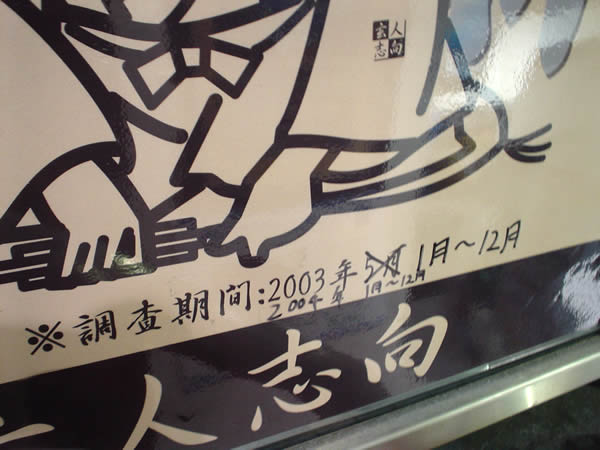 玄人
志向
※調査期間:2003年 1月～12月
2004年 1月～12月
人志向